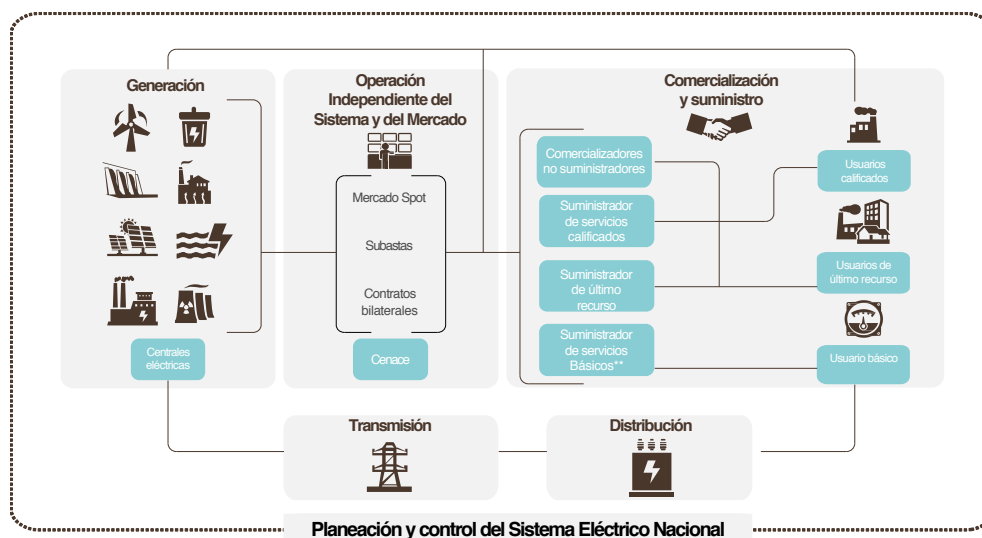 Generación
Centrales
eléctricas
Operación
Independiente del
Sistema y del Mercado
Mercado Spot
Subastas
Contratos
bilaterales
Cenace
Comercialización
y suministro
Comercializadores
no suministradores
Suministrador
de servicios
calificados
Suministrador
de último
recurso
Suministrador
de servicios
Básicos**
Usuarios
calificados
Usuarios de
último recurso
Usuario básico
Transmisión
Distribución
Planeación y control del Sistema Eléctrico Nacional